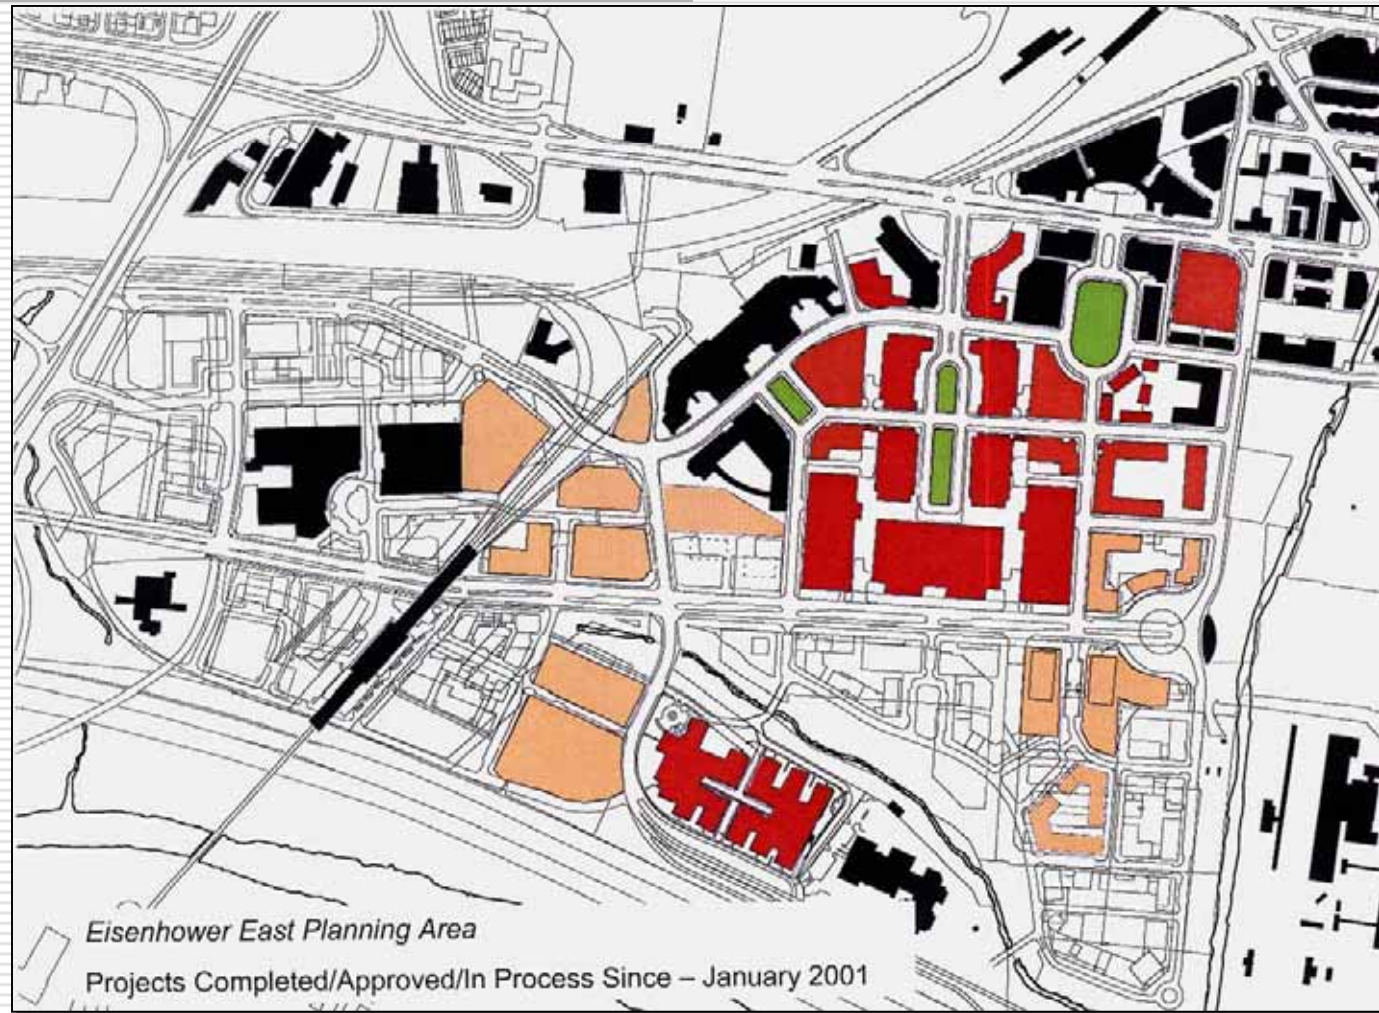 Eisenhower East Planning Area
Projects Completed/Approved/In Process Since – January 2001